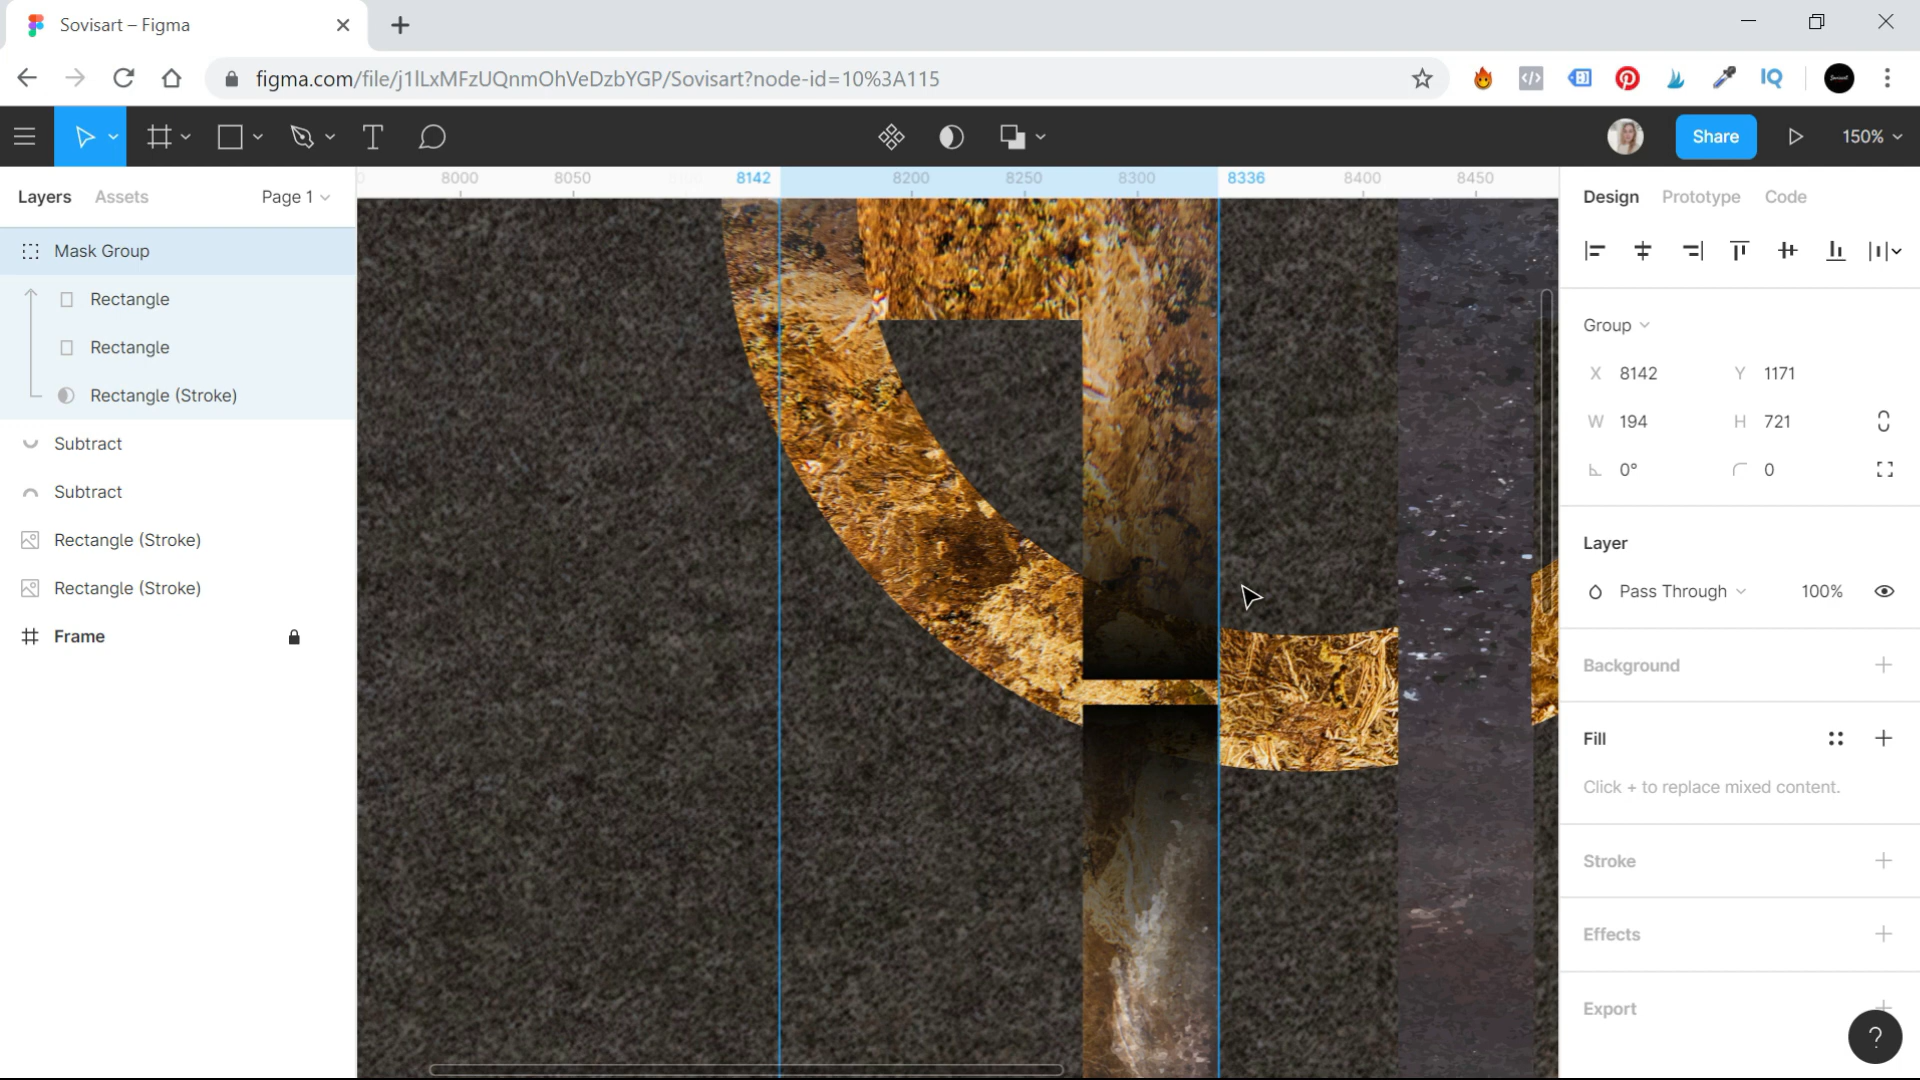 Sovisart – Figma
figma.com/file/j1lLxMFzUQnmOhVeDzbYGP/Sovisart?node-id=10%3A115
IQ
T
Share
150%
Layers
Assets
Page 1
8000
8050
8142
8200
8250
8300
8336
8400
8450
Design
Prototype
Code
Mask Group
Rectangle
Rectangle
Rectangle (Stroke)
Subtract
Subtract
Rectangle (Stroke)
Rectangle (Stroke)
Frame
Group
X 8142
Y 1171
W 194
H 721
0°
0
Layer
Pass Through
100%
Background
Fill
Click + to replace mixed content.
Stroke
Effects
Export
?